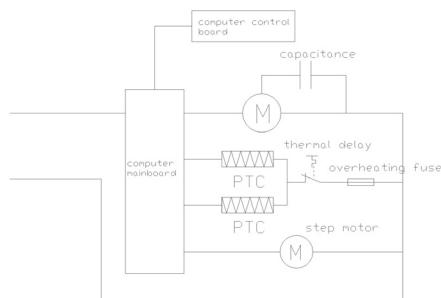 computer control
board
capacitance
M
thermal delay
computer
mainboard
overheating fuse
PTC
PTC
step motor
M